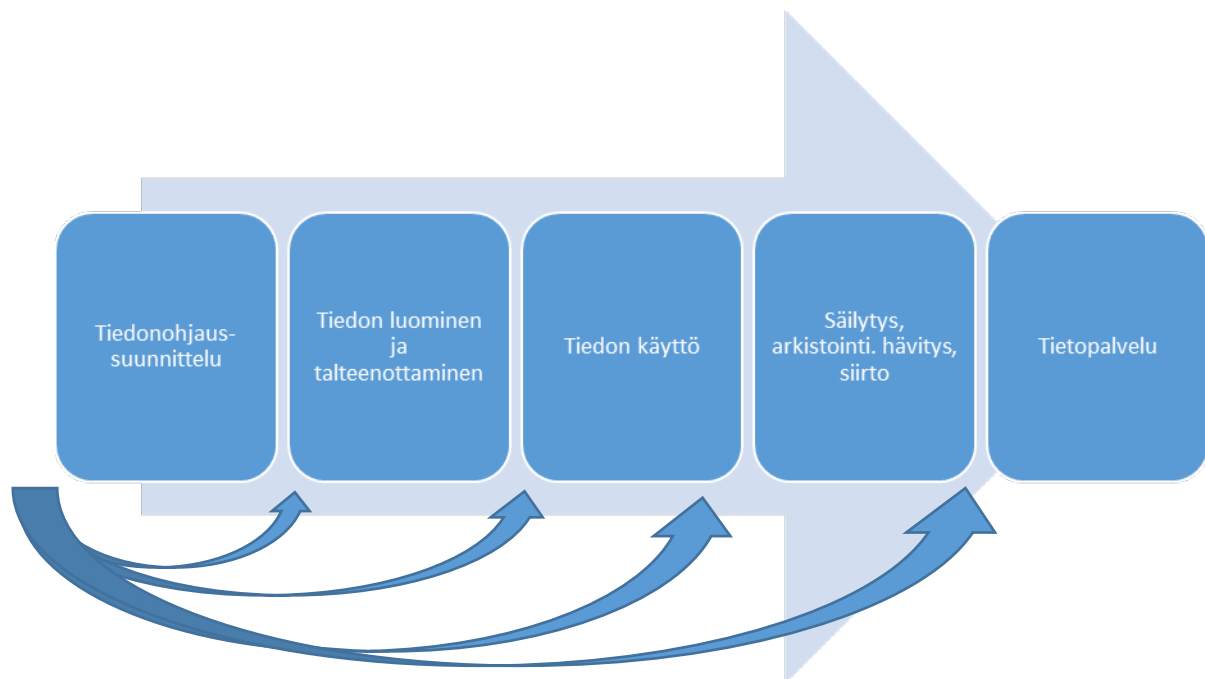 Tiedonohjaus-
suunnittelu
Tiedon luominen
ja
talteenottaminen
Tiedon käyttö
Säilytys,
arkistointi. hävitys,
siirto
Tietopalvelu